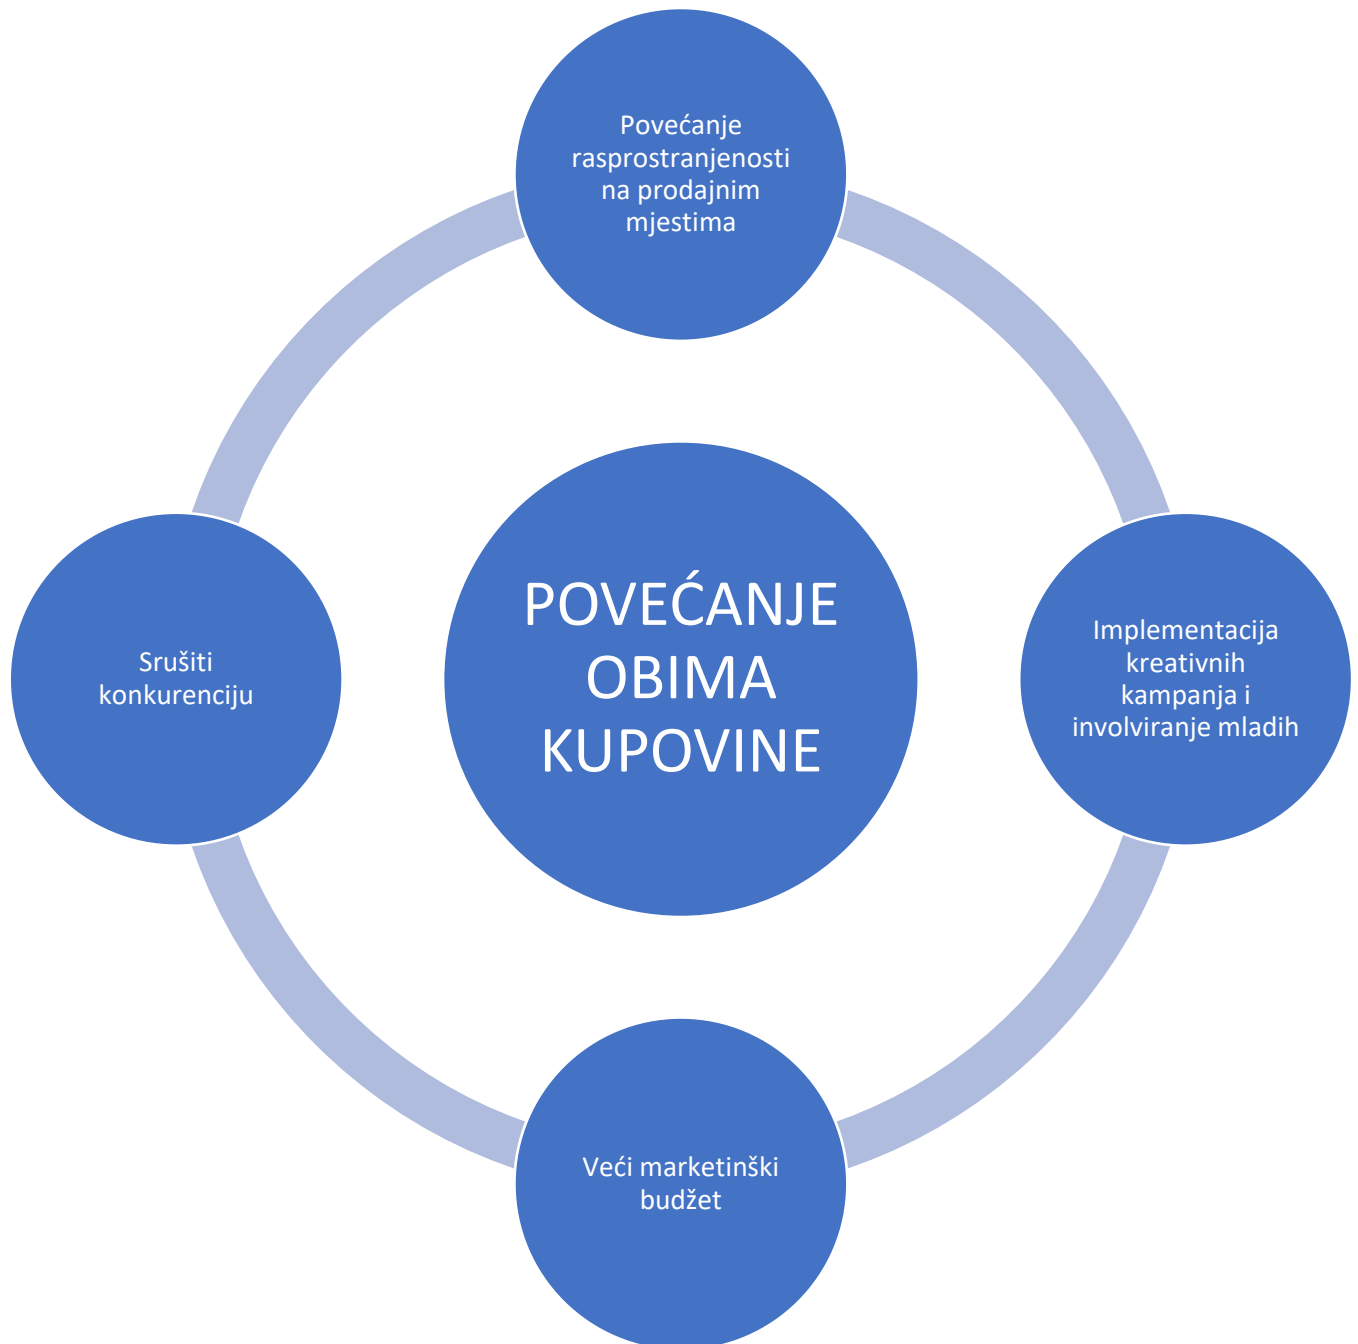 Povećanje
rasprostranjenosti
na prodajnim
mjestima
Srušiti
konkurenciju
POVEĆANJE
OBIMA
KUPOVINE
Implementacija
kreativnih
kampanja i
involviranje mladih
Veći marketinški
budžet